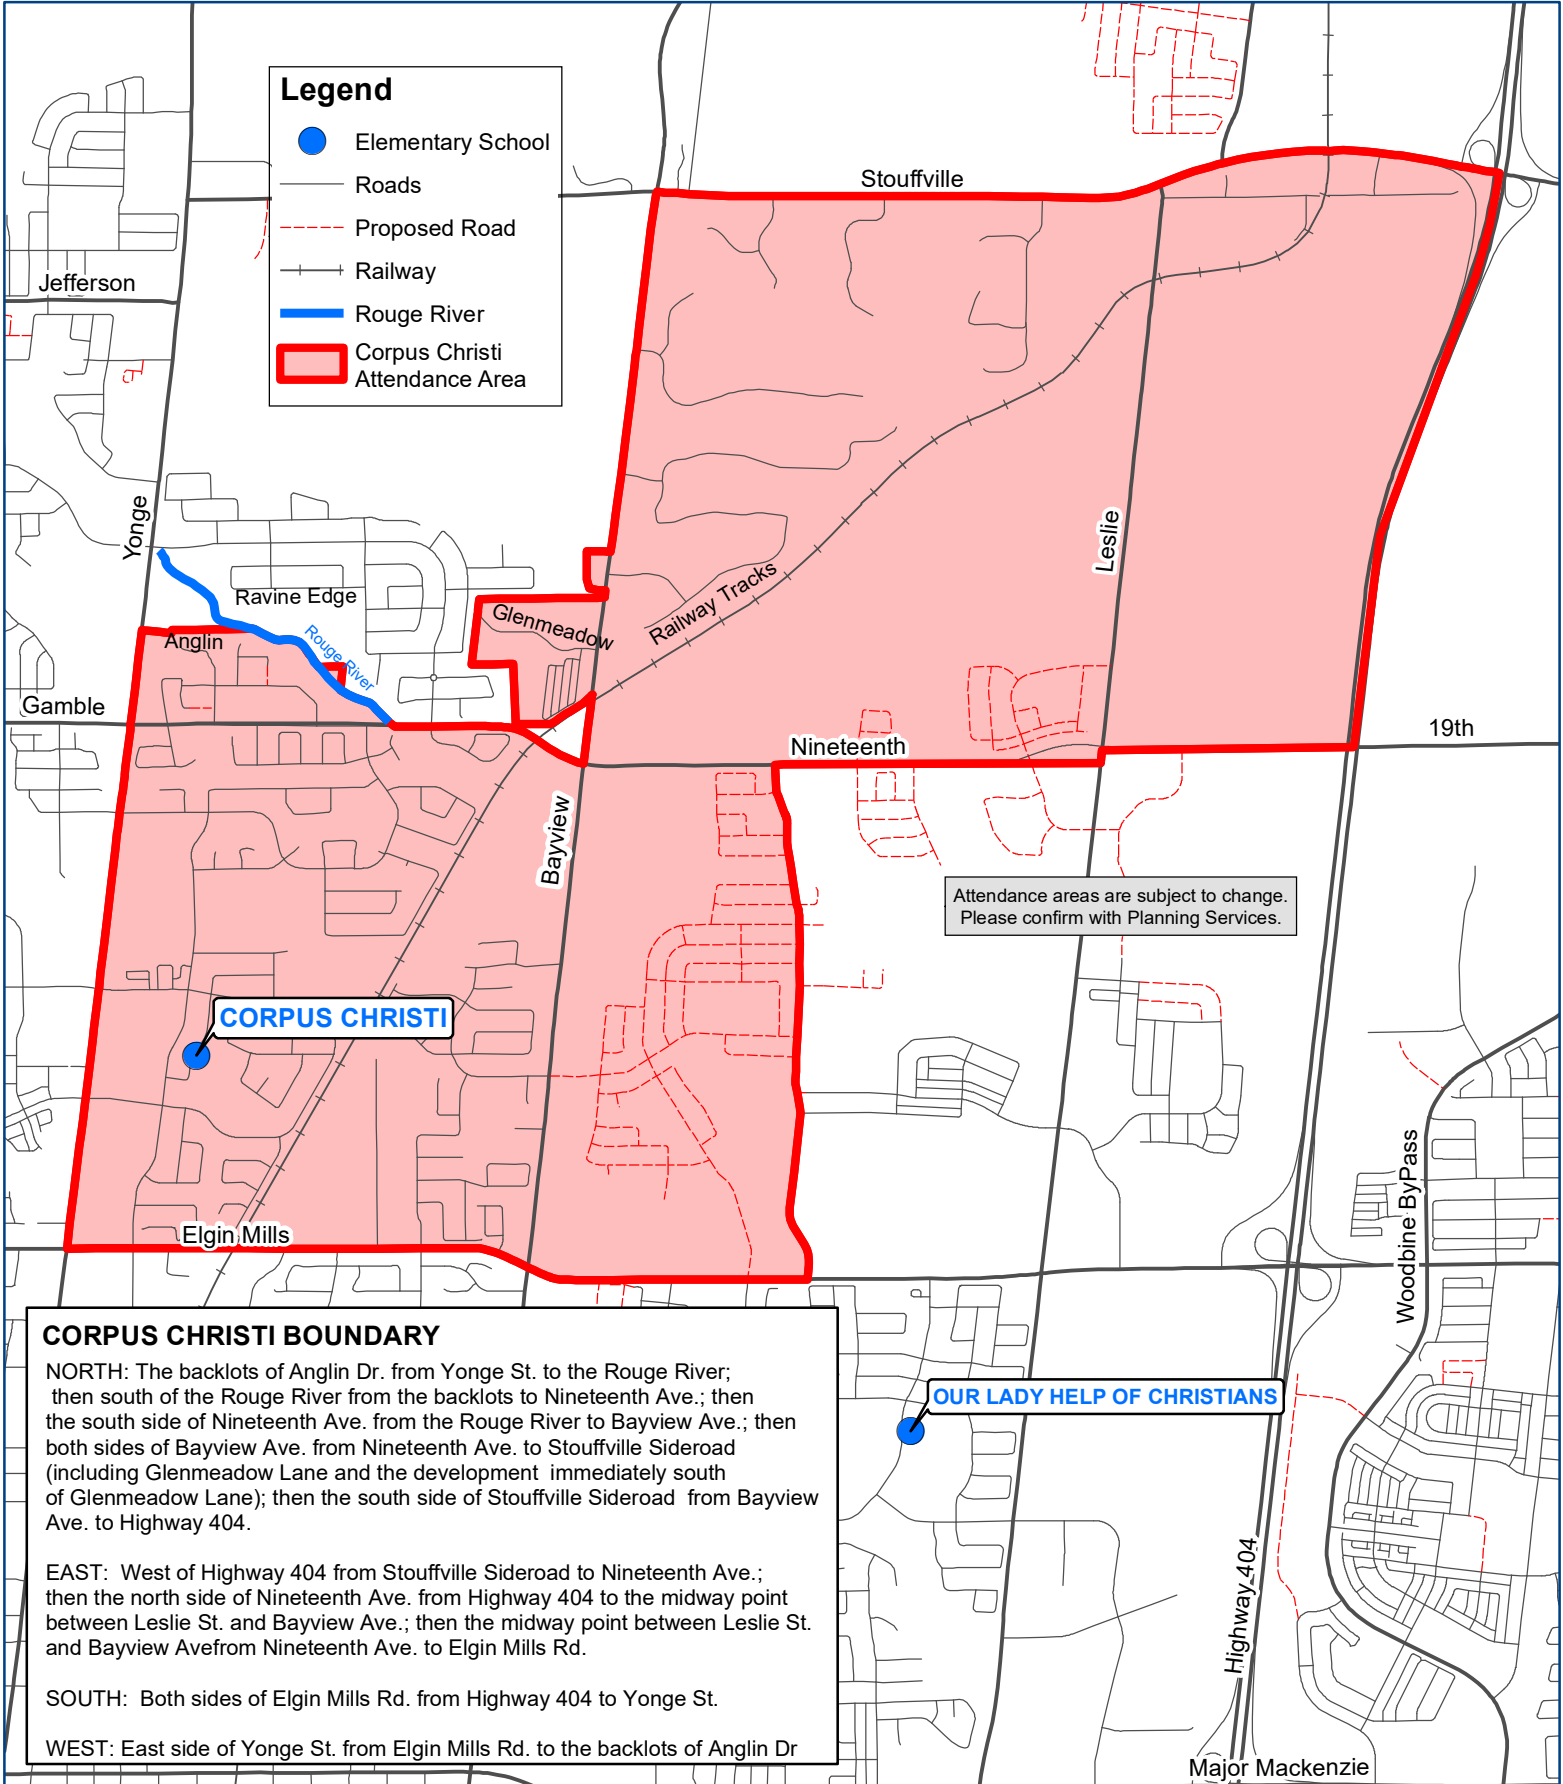 Legend
Elementary School
Roads
Proposed Road
Railway
Rouge River
Corpus Christi
Attendance Area
Stouffville
Jefferson
Yonge
Leslie
Ravine Edge
Glenmeadow
Railway Tracks
Anglin
Rouge River
Gamble
Nineteenth
19th
Bayview
Attendance areas are subject to change.
Please confirm with Planning Services.
CORPUS CHRISTI
Elgin Mills
Woodbine ByPass
CORPUS CHRISTI BOUNDARY
NORTH: The backlots of Anglin Dr. from Yonge St. to the Rouge River;
then south of the Rouge River from the backlots to Nineteenth Ave.; then
the south side of Nineteenth Ave. from the Rouge River to Bayview Ave.; then
both sides of Bayview Ave. from Nineteenth Ave. to Stouffville Sideroad
(including Glenmeadow Lane and the development immediately south
of Glenmeadow Lane); then the south side of Stouffville Sideroad from Bayview
Ave. to Highway 404.
EAST: West of Highway 404 from Stouffville Sideroad to Nineteenth Ave.;
then the north side of Nineteenth Ave. from Highway 404 to the midway point
between Leslie St. and Bayview Ave.; then the midway point between Leslie St.
and Bayview Avefrom Nineteenth Ave. to Elgin Mills Rd.
SOUTH: Both sides of Elgin Mills Rd. from Highway 404 to Yonge St.
WEST: East side of Yonge St. from Elgin Mills Rd. to the backlots of Anglin Dr
OUR LADY HELP OF CHRISTIANS
Highway 404
Major Mackenzie